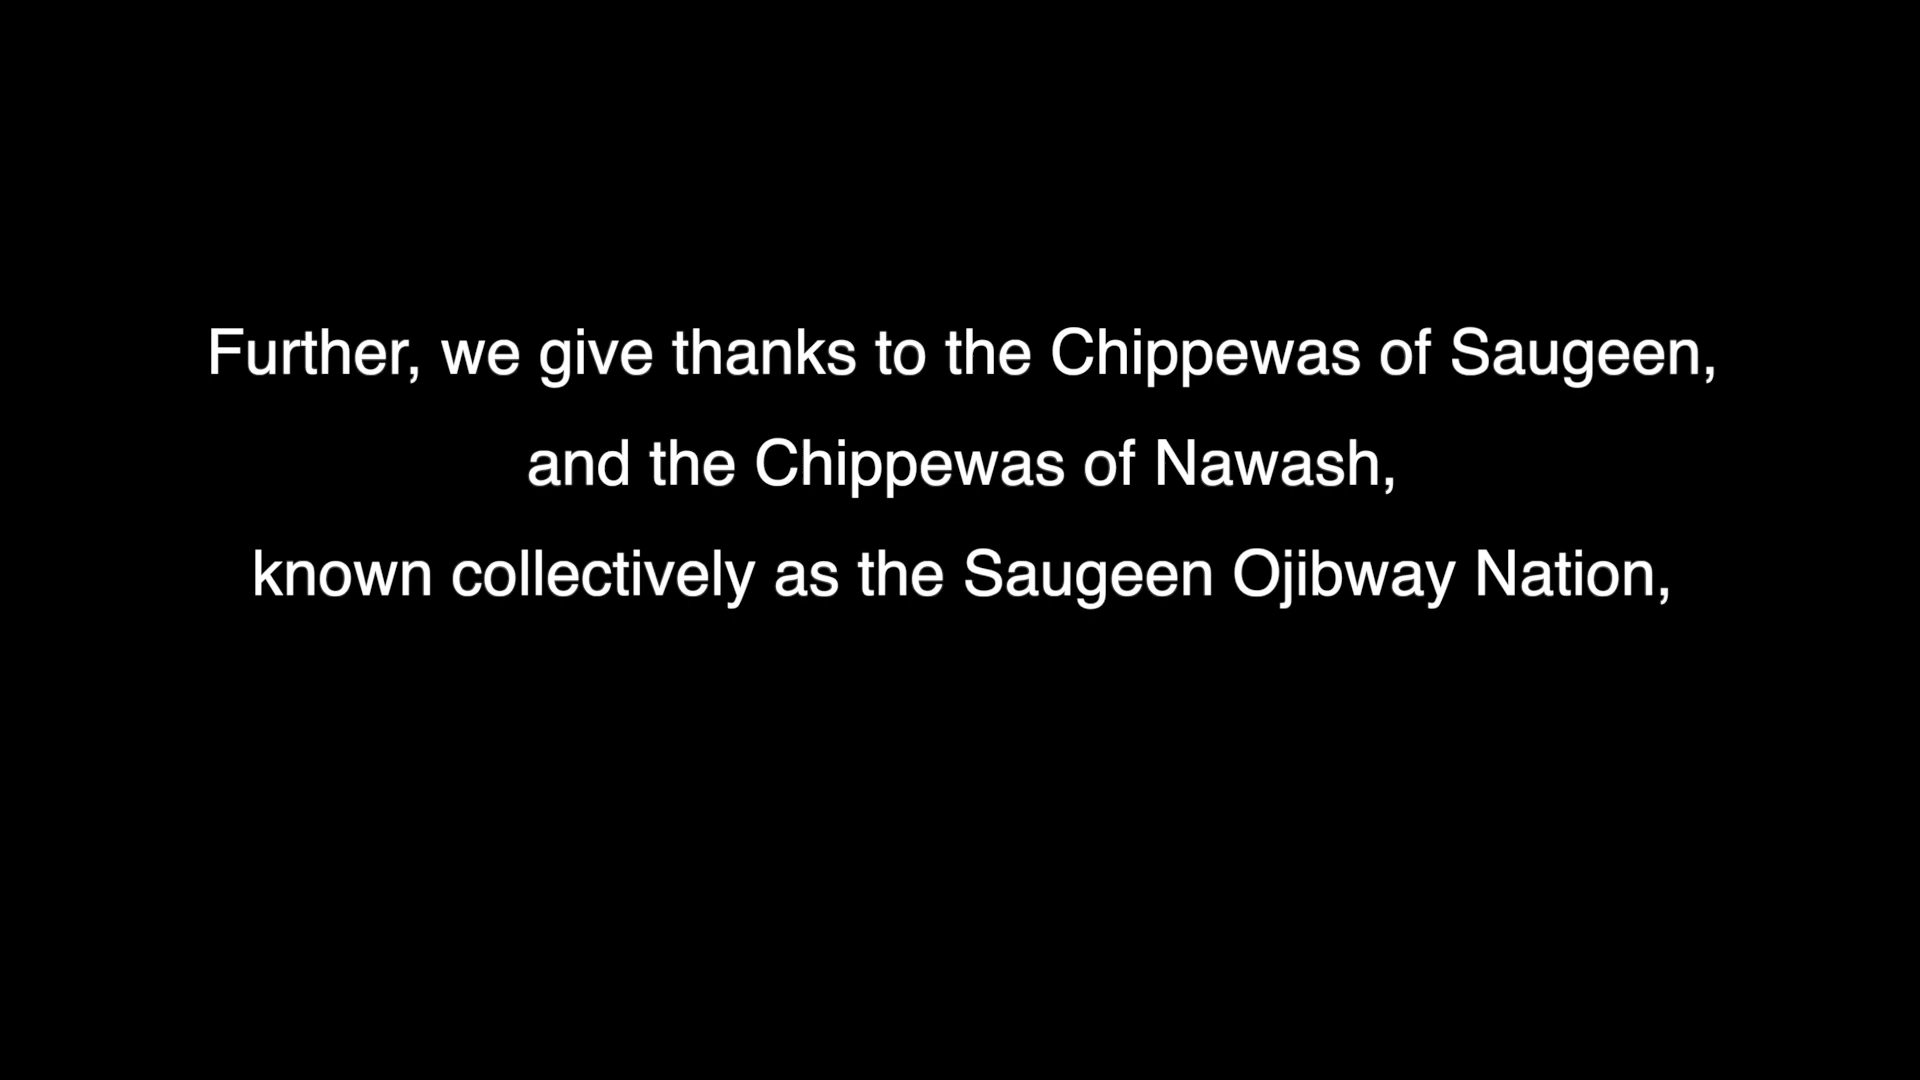 Further, we give thanks to the Chippewas of Saugeen,
and the Chippewas of Nawash,
known collectively as the Saugeen Ojibway Nation,